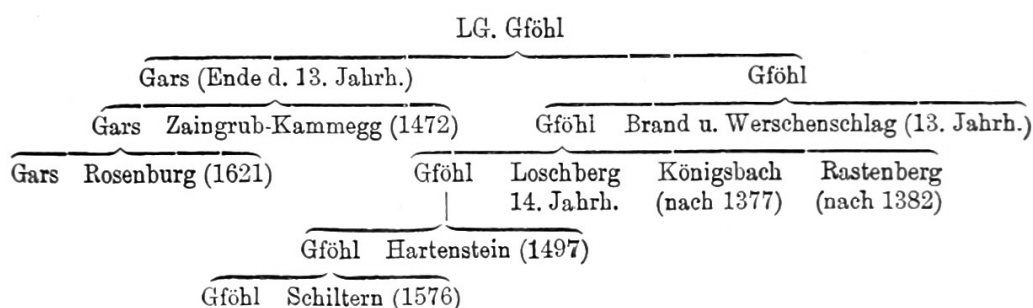 LG. Gföhl
Gars (Ende d. 13. Jahrh.) Gföhl
Gars Zaingrub-Kammegg (1472) Gföhl Brand u. Werschenschlag (13. Jahrh.)
Gars Rosenburg (1621) Gföhl Loschberg Königsbach Rastenberg
14. Jahrh. (nach 1377) (nach 1382)
Gföhl Hartenstein (1497)
Gföhl Schiltern (1576)